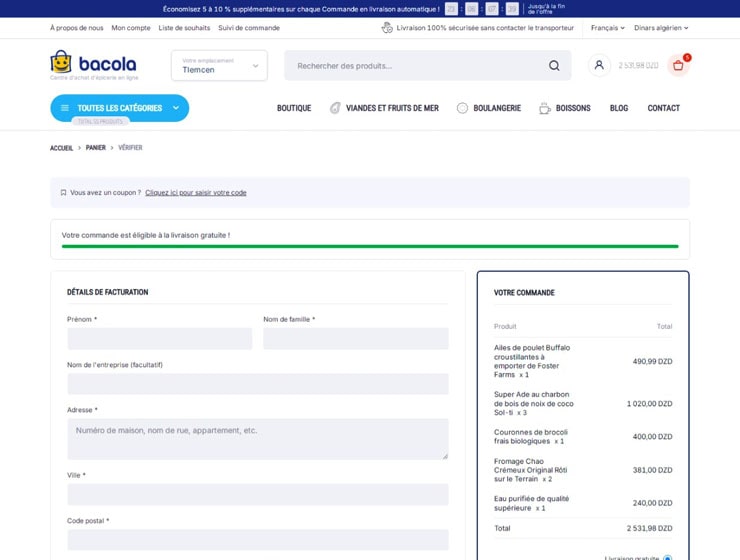 Économisez 5 à 10 % supplémentaires sur chaque Commande en livraison automatique ! 23 : 06 : 07 : 39 Jusqu'à la fin de l'offre
À propos de nous Mon compte Liste de souhaits Suivi de commande Livraison 100% sécurisée sans contacter le transporteur Français Dinars algérien
bacola
Centre d'achat d'épicerie en ligne
Votre emplacement
Tlemcen
Rechercher des produits...
2 531,98 DZD
5
TOUTES LES CATÉGORIES
BOUTIQUE VIANDES ET FRUITS DE MER BOULANGERIE BOISSONS BLOG CONTACT
ACCUEIL > PANIER > VÉRIFIER
Vous avez un coupon ? Cliquez ici pour saisir votre code
Votre commande est éligible à la livraison gratuite !
DÉTAILS DE FACTURATION
Prénom *
Nom de famille *
Nom de l'entreprise (facultatif)
Adresse *
Numéro de maison, nom de rue, appartement, etc.
Ville *
Code postal *
VOTRE COMMANDE
Produit Total
Ailes de poulet Buffalo
croustillantes à
emporter de Foster
Farms x 1
490,99 DZD
Super Ade au charbon
de bois de noix de coco
Sol-ti x 3
1 020,00 DZD
Couronnes de brocoli
frais biologiques x 1
400,00 DZD
Fromage Chao
Crémeux Original Rôti
sur le Terrain x 2
381,00 DZD
Eau purifiée de qualité
supérieure x 1
240,00 DZD
Total 2 531,98 DZD
Livraison gratuite